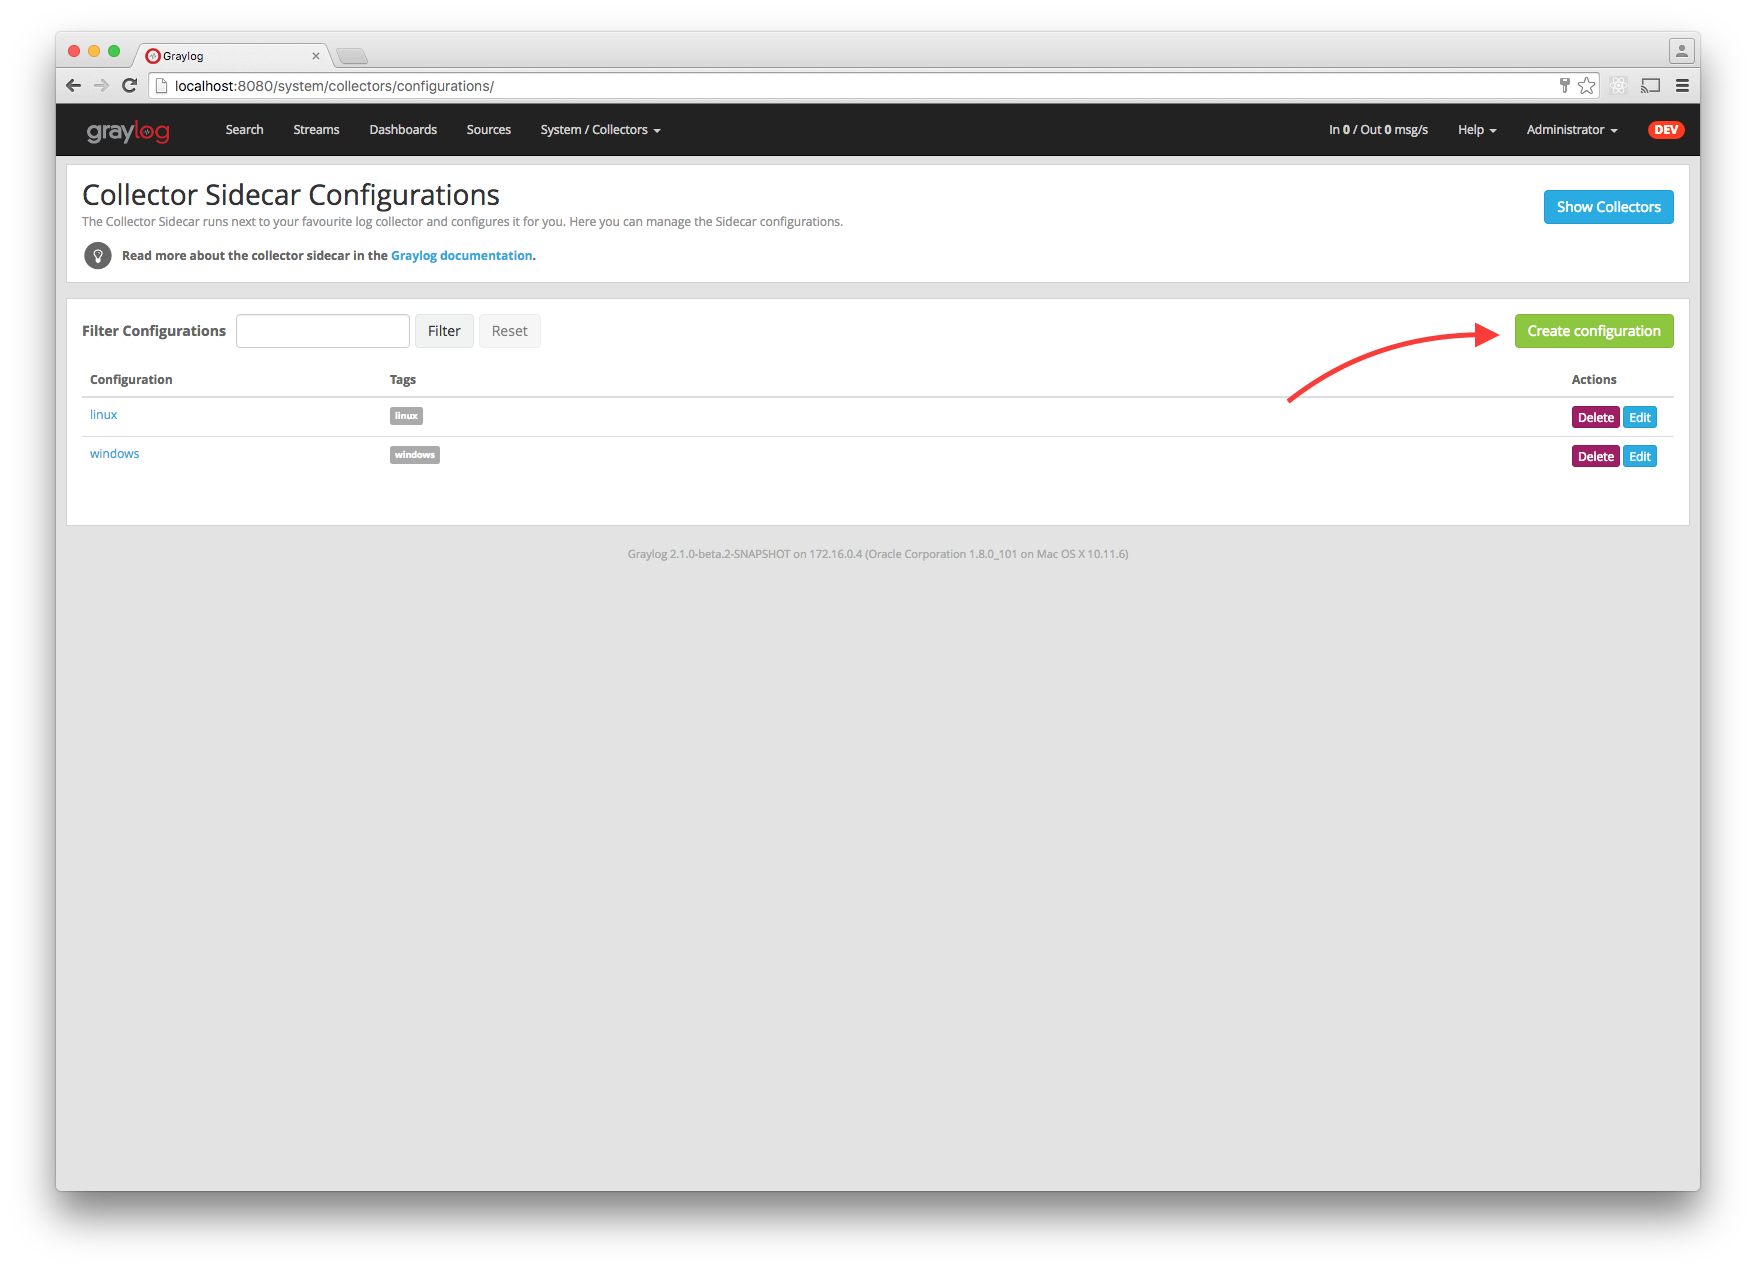 Graylog
localhost:8080/system/collectors/configurations/
graylog Search Streams Dashboards Sources System / Collectors In 0 / Out 0 msg/s Help Administrator DEV
Collector Sidecar Configurations
The Collector Sidecar runs next to your favourite log collector and configures it for you. Here you can manage the Sidecar configurations.
Show Collectors
Read more about the collector sidecar in the Graylog documentation.
Filter Configurations Filter Reset Create configuration
Configuration Tags Actions
linux linux Delete Edit
windows windows Delete Edit
Graylog 2.1.0-beta.2-SNAPSHOT on 172.16.0.4 (Oracle Corporation 1.8.0_101 on Mac OS X 10.11.6)